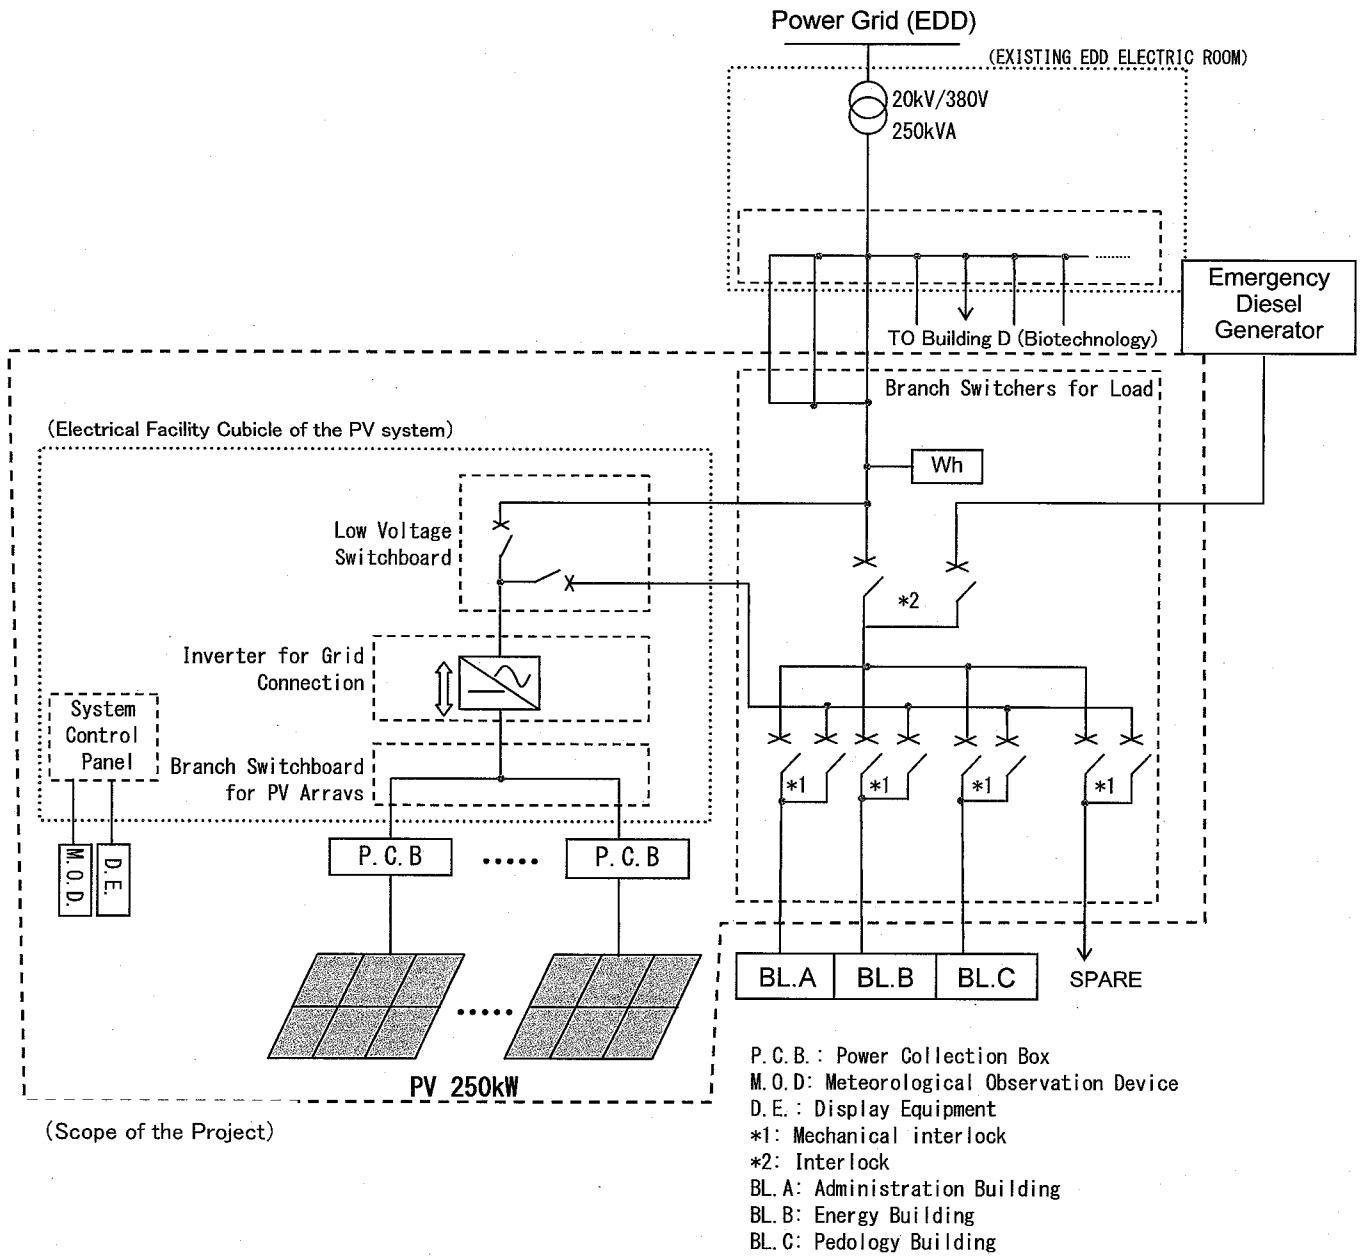 Power Grid (EDD)
(EXISTING EDD ELECTRIC ROOM)
20kV/380V
250kVA
Emergency
Diesel
Generator
TO Building D (Biotechnology)
Branch Switchers for Load
(Electrical Facility Cubicle of the PV system)
Wh
Low Voltage
Switchboard
*2
Inverter for Grid
Connection
System
Control
Panel
Branch Switchboard
for PV Arravs
*1
*1
*1
*1
P.C.B
P.C.B
M.O.D.
D.E.
BL.A
BL.B
BL.C
SPARE
PV 250kW
(Scope of the Project)
P.C.B.: Power Collection Box
M.O.D: Meteorological Observation Device
D.E.: Display Equipment
*1: Mechanical interlock
*2: Interlock
BL.A: Administration Building
BL.B: Energy Building
BL.C: Pedology Building